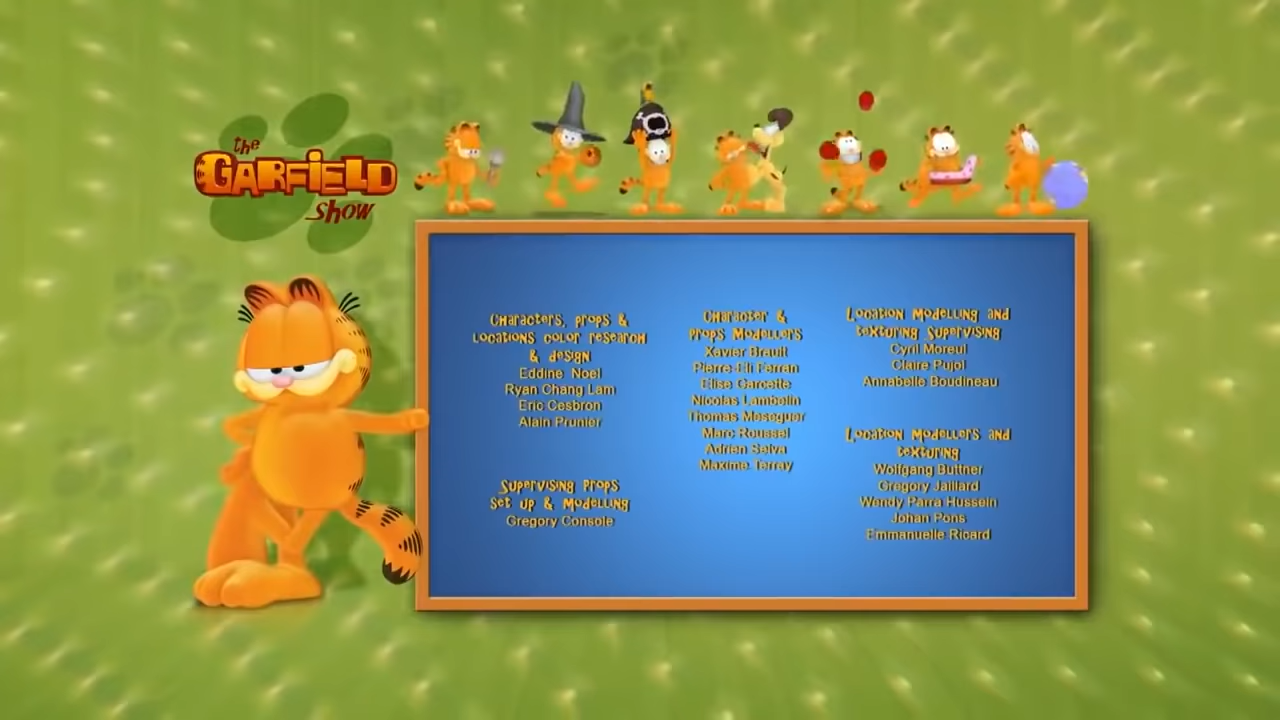 the
GARFIELD
show
Characters, props &
Locations color research
& design
Eddine Noel
Ryan Chang Lam
Eric Cesbron
Alain Prunier
Supervising Props
Set up & Modelling
Gregory Console
Character &
props Modellers
Xavier Brault
Pierre-Eli Ferran
Elise Garcette
Nicolas Lambelin
Thomas Meseguer
Marc Roussel
Adrien Selva
Maxime Terray
Location Modelling and
texturing Supervising
Cyril Moreul
Claire Pujol
Annabelle Boudineau
Location Modellers and
texturing
Wolfgang Buttner
Gregory Jaillard
Wendy Parra Hussein
Johan Pons
Emmanuelle Ricard